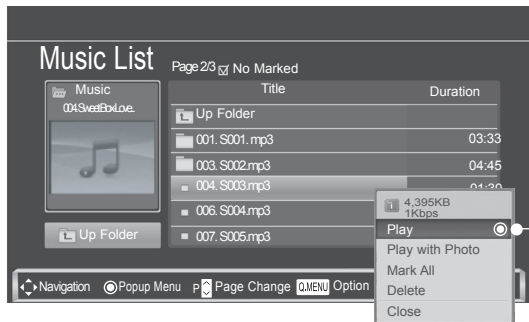 Music List
Page 2/3 No Marked
Music
004.SweetBoxLove..
Up Folder
Title Duration
Up Folder
001. S001. mp3 03:33
003. S002.mp3 04:45
004. S003.mp3 01:30
006. S004.mp3
007. S005.mp3
4,395KB
1Kbps
Play
Play with Photo
Mark All
Delete
Close
Navigation Popup Menu P Page Change Q.MENU Option